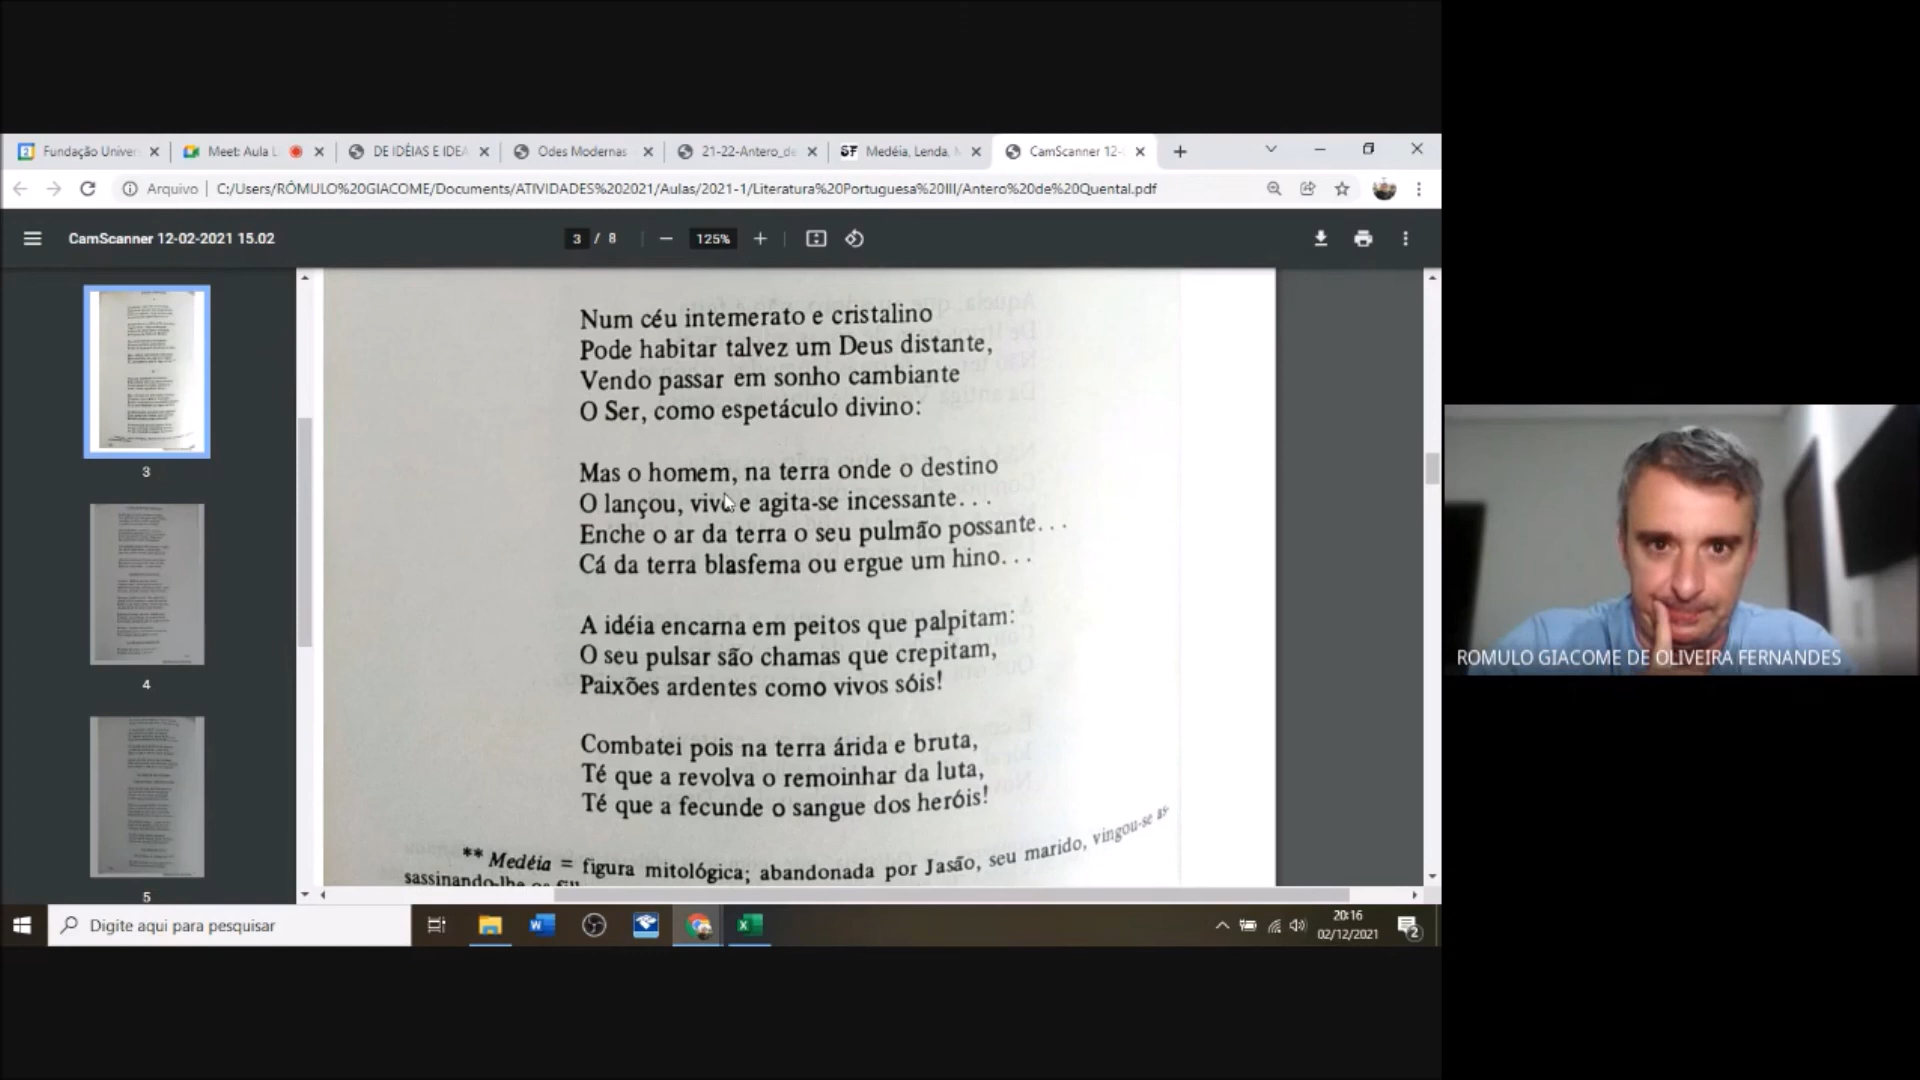 Fundação Univer
Meet: Aula L
DE IDÉIAS E IDEA
Odes Modernas
21-22-Antero_de
SF Medéia, Lenda, M
CamScanner 12-
Arquivo C:/Users/RÔMULO%20GIACOME/Documents/ATIVIDADES%202021/Aulas/2021-1/Literatura%20Portuguesa%20III/Antero%20de%20Quental.pdf
CamScanner 12-02-2021 15.02
3 / 8
125%
3
4
5
Num céu intemerato e cristalino
Pode habitar talvez um Deus distante,
Vendo passar em sonho cambiante
O Ser, como espetáculo divino:
Mas o homem, na terra onde o destino
O lançou, vive e agita-se incessante...
Enche o ar da terra o seu pulmão possante...
Cá da terra blasfema ou ergue um hino...
A idéia encarna em peitos que palpitam:
O seu pulsar são chamas que crepitam,
Paixões ardentes como vivos sóis!
Combatei pois na terra árida e bruta,
Té que a revolva o remoinhar da luta,
Té que a fecunde o sangue dos heróis!
** Medéia = figura mitológica; abandonada por Jasão, seu marido, vingou-se as-
sassinando-lhe os
ROMULO GIACOME DE OLIVEIRA FERNANDES
Digite aqui para pesquisar
20:16
02/12/2021
2